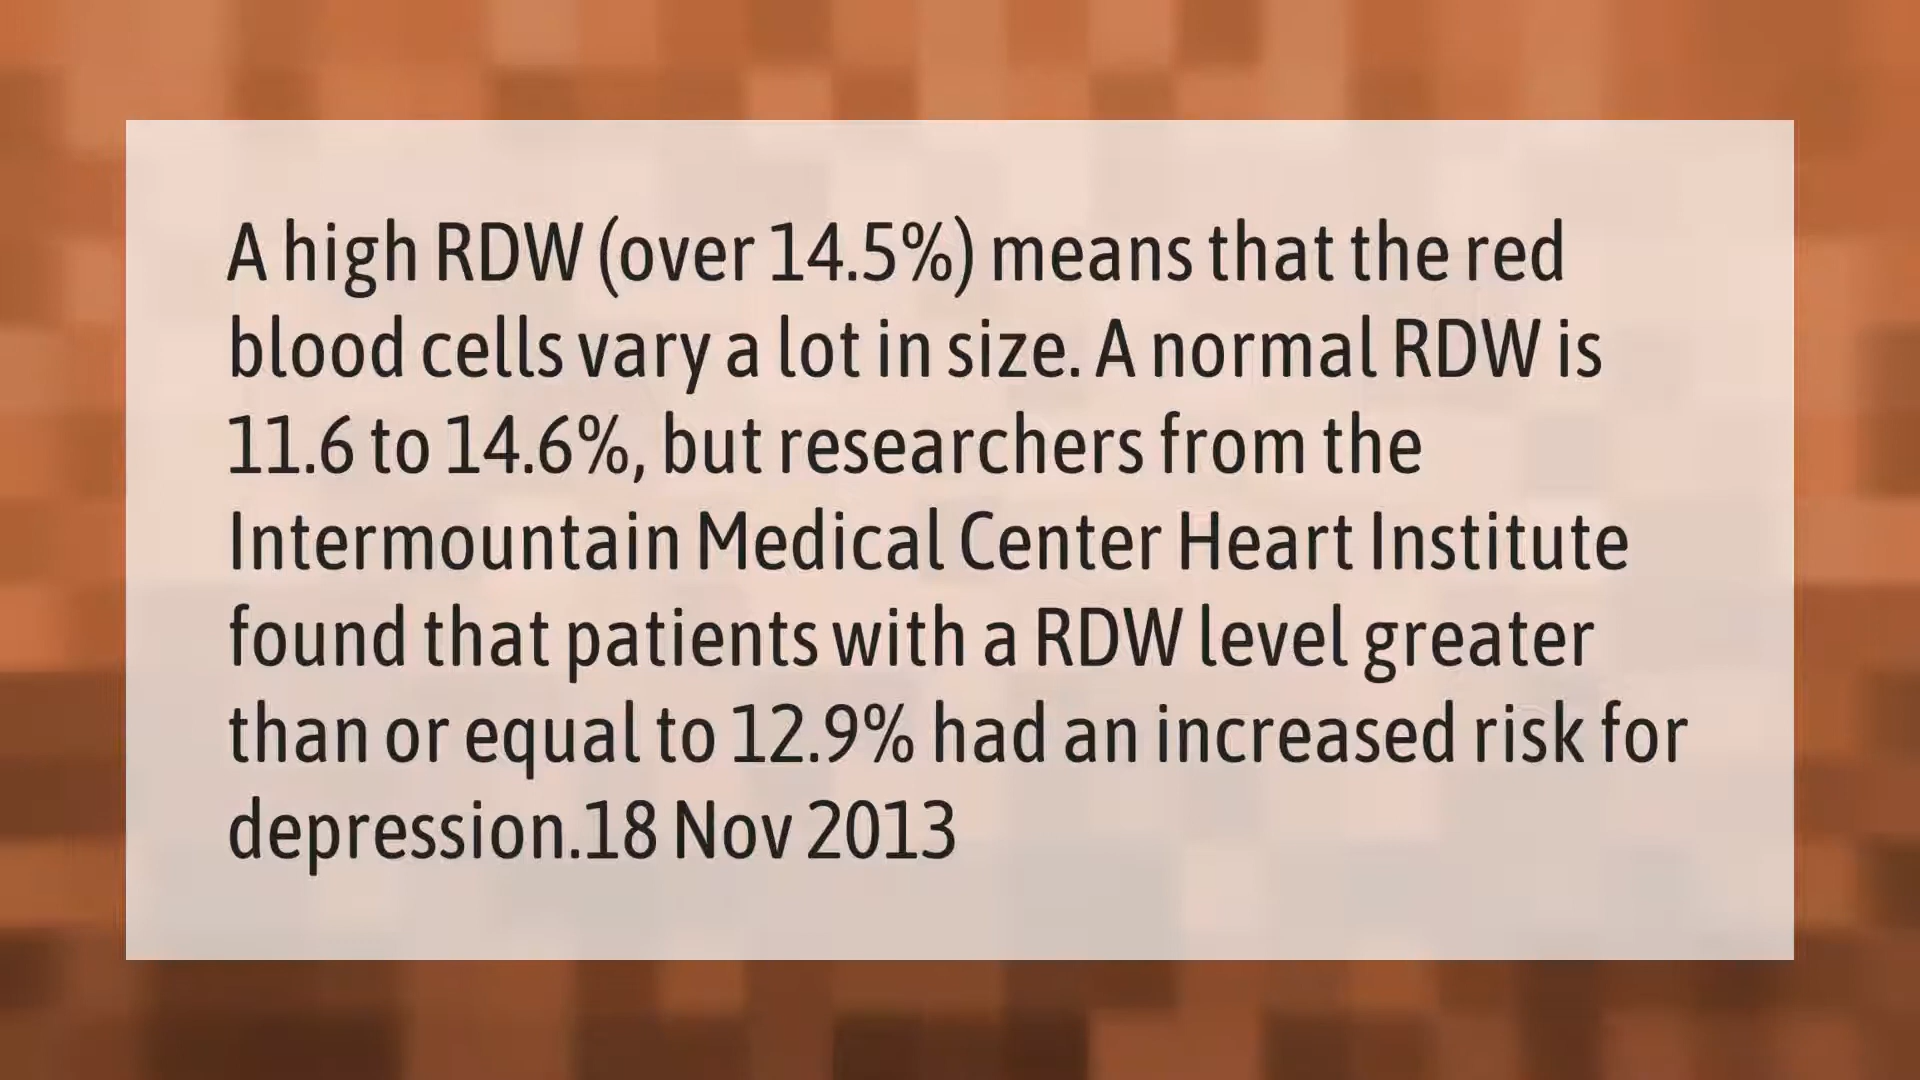 A high RDW (over 14.5%) means that the red
blood cells vary a lot in size. A normal RDW is
11.6 to 14.6%, but researchers from the
Intermountain Medical Center Heart Institute
found that patients with a RDW level greater
than or equal to 12.9% had an increased risk for
depression.18 Nov 2013